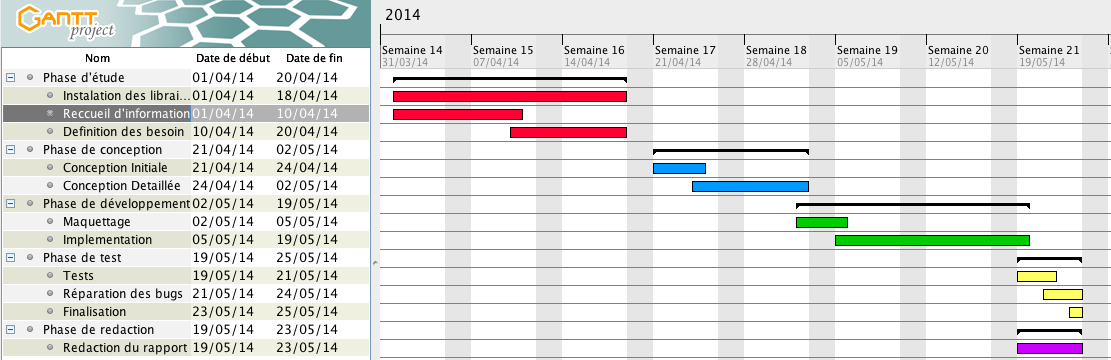 GANTT
project
2014
Semaine 14 Semaine 15 Semaine 16 Semaine 17 Semaine 18 Semaine 19 Semaine 20 Semaine 21
31/03/14 07/04/14 14/04/14 21/04/14 28/04/14 05/05/14 12/05/14 19/05/14
Nom Date de début Date de fin
Phase d'étude 01/04/14 20/04/14
Instalation des librai... 01/04/14 18/04/14
Reccueil d'information 01/04/14 10/04/14
Definition des besoin 10/04/14 20/04/14
Phase de conception 21/04/14 02/05/14
Conception Initiale 21/04/14 24/04/14
Conception Detaillée 24/04/14 02/05/14
Phase de développement 02/05/14 19/05/14
Maquettage 02/05/14 05/05/14
Implementation 05/05/14 19/05/14
Phase de test 19/05/14 25/05/14
Tests 19/05/14 21/05/14
Réparation des bugs 21/05/14 24/05/14
Finalisation 23/05/14 25/05/14
Phase de redaction 19/05/14 23/05/14
Redaction du rapport 19/05/14 23/05/14